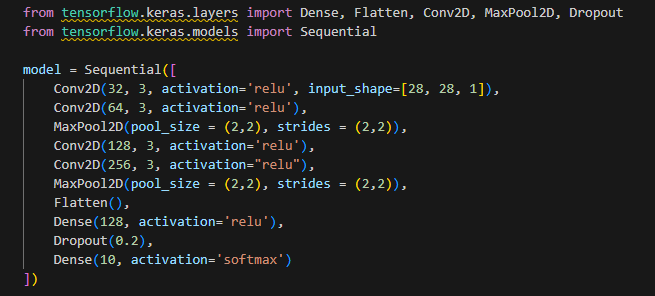 from tensorflow.keras.layers import Dense, Flatten, Conv2D, MaxPool2D, Dropout
from tensorflow.keras.models import Sequential

model = Sequential([
    Conv2D(32, 3, activation='relu', input_shape=[28, 28, 1]),
    Conv2D(64, 3, activation='relu'),
    MaxPool2D(pool_size = (2,2), strides = (2,2)),
    Conv2D(128, 3, activation='relu'),
    Conv2D(256, 3, activation="relu"),
    MaxPool2D(pool_size = (2,2), strides = (2,2)),
    Flatten(),
    Dense(128, activation='relu'),
    Dropout(0.2),
    Dense(10, activation='softmax')
])